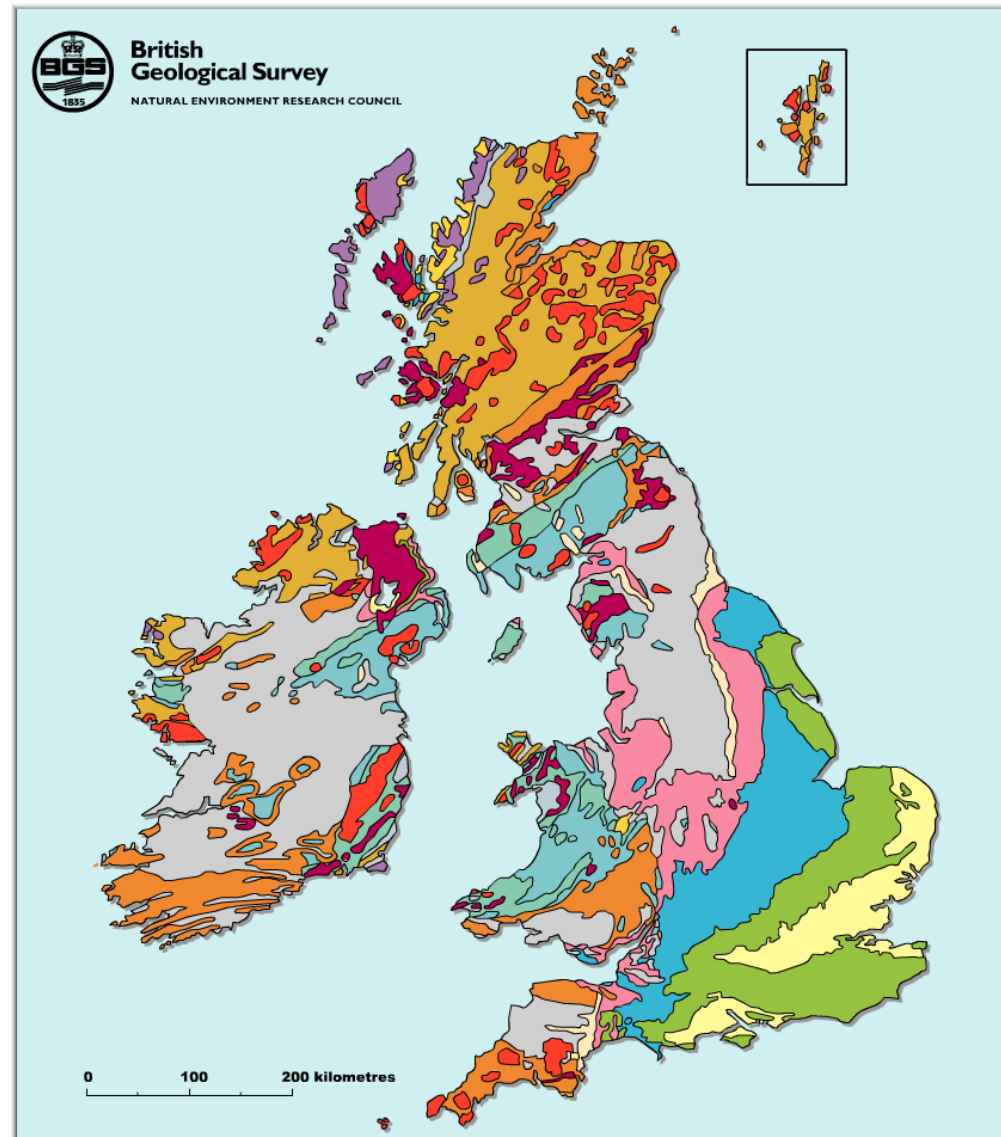 British
Geological Survey
NATURAL ENVIRONMENT RESEARCH COUNCIL
BGS
1835
0 100 200 kilometres